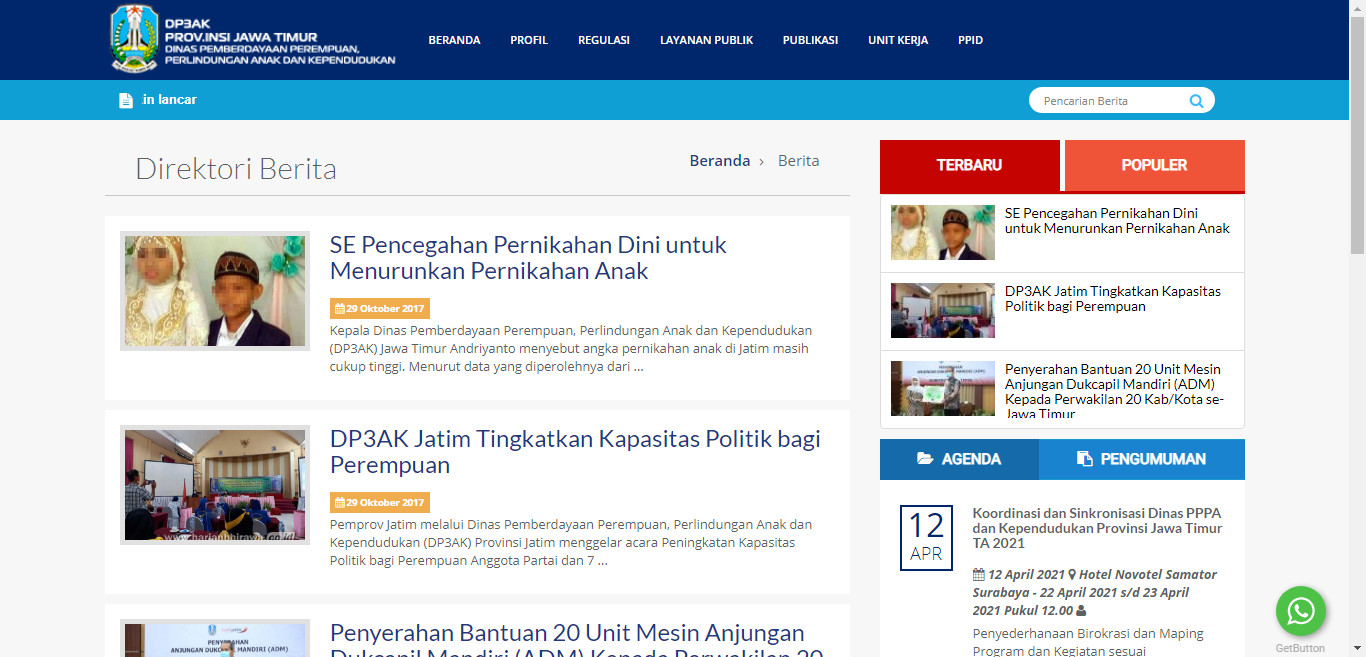 DP3AK
PROV.INSI JAWA TIMUR
DINAS PEMBERDAYAAN PEREMPUAN,
PERLINDUNGAN ANAK DAN KEPENDUDUKAN
BERANDA PROFIL REGULASI LAYANAN PUBLIK PUBLIKASI UNIT KERJA PPID
in lancar
Pencarian Berita
Direktori Berita
Beranda › Berita
SE Pencegahan Pernikahan Dini untuk
Menurunkan Pernikahan Anak
29 Oktober 2017
Kepala Dinas Pemberdayaan Perempuan, Perlindungan Anak dan Kependudukan
(DP3AK) Jawa Timur Andriyanto menyebut angka pernikahan anak di Jatim masih
cukup tinggi. Menurut data yang diperolehnya dari ...
DP3AK Jatim Tingkatkan Kapasitas Politik bagi
Perempuan
29 Oktober 2017
Pemprov Jatim melalui Dinas Pemberdayaan Perempuan, Perlindungan Anak dan
Kependudukan (DP3AK) Provinsi Jatim menggelar acara Peningkatan Kapasitas
Politik bagi Perempuan Anggota Partai dan 7 ...
www.harianbhirawa.co.id
ANJUNGAN DUKCAPIL MANDIRI (ADM)
Penyerahan Bantuan 20 Unit Mesin Anjungan
Dukcapil Mandiri (ADM) Kepada Perwakilan 20
TERBARU POPULER
SE Pencegahan Pernikahan Dini
untuk Menurunkan Pernikahan Anak
DP3AK Jatim Tingkatkan Kapasitas
Politik bagi Perempuan
Penyerahan Bantuan 20 Unit Mesin
Anjungan Dukcapil Mandiri (ADM)
Kepada Perwakilan 20 Kab/Kota se-
Jawa Timur
AGENDA PENGUMUMAN
12
APR
Koordinasi dan Sinkronisasi Dinas PPPA
dan Kependudukan Provinsi Jawa Timur
TA 2021
12 April 2021 Hotel Novotel Samator
Surabaya - 22 April 2021 s/d 23 April
2021 Pukul 12.00
Penyederhanaan Birokrasi dan Maping
Program dan Kegiatan sesuai
GetButton